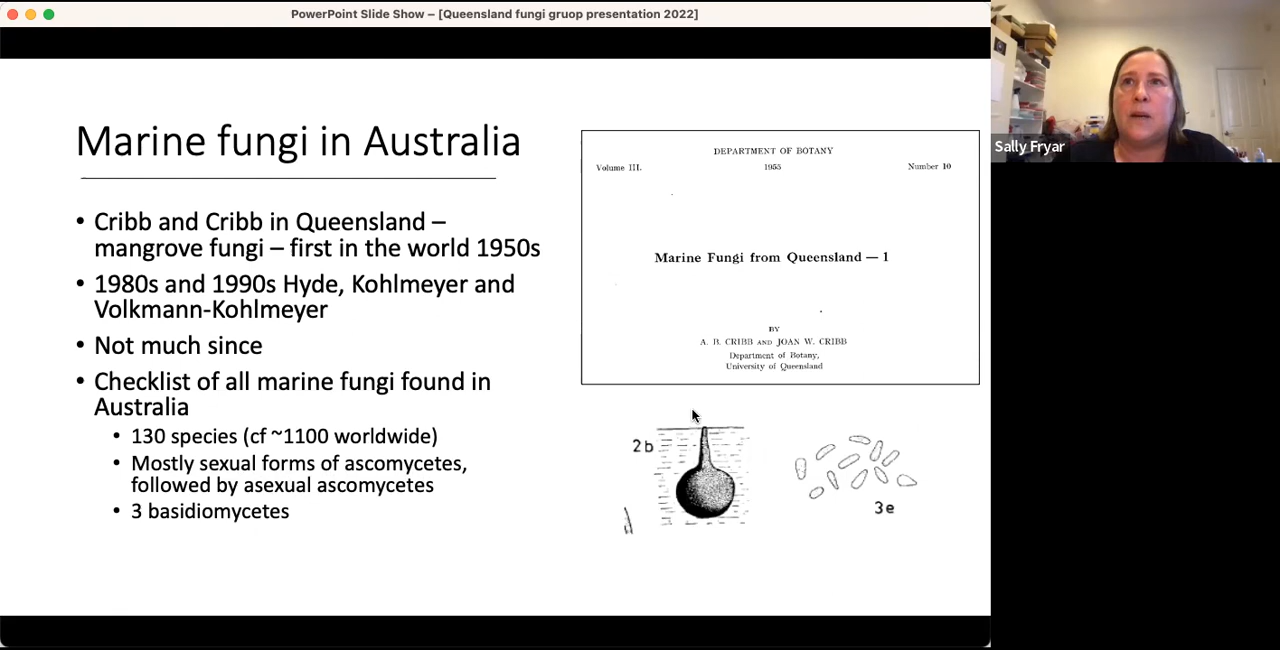 PowerPoint Slide Show – [Queensland fungi gruop presentation 2022]
Marine fungi in Australia
• Cribb and Cribb in Queensland –
mangrove fungi – first in the world 1950s
• 1980s and 1990s Hyde, Kohlmeyer and
Volkmann-Kohlmeyer
• Not much since
• Checklist of all marine fungi found in
Australia
• 130 species (cf ~1100 worldwide)
• Mostly sexual forms of ascomycetes,
followed by asexual ascomycetes
• 3 basidiomycetes
DEPARTMENT OF BOTANY
Volume III. 1955 Number 10
Marine Fungi from Queensland — 1
BY
A. B. CRIBB AND JOAN W. CRIBB
Department of Botany,
University of Queensland
2b
3e
Sally Fryar